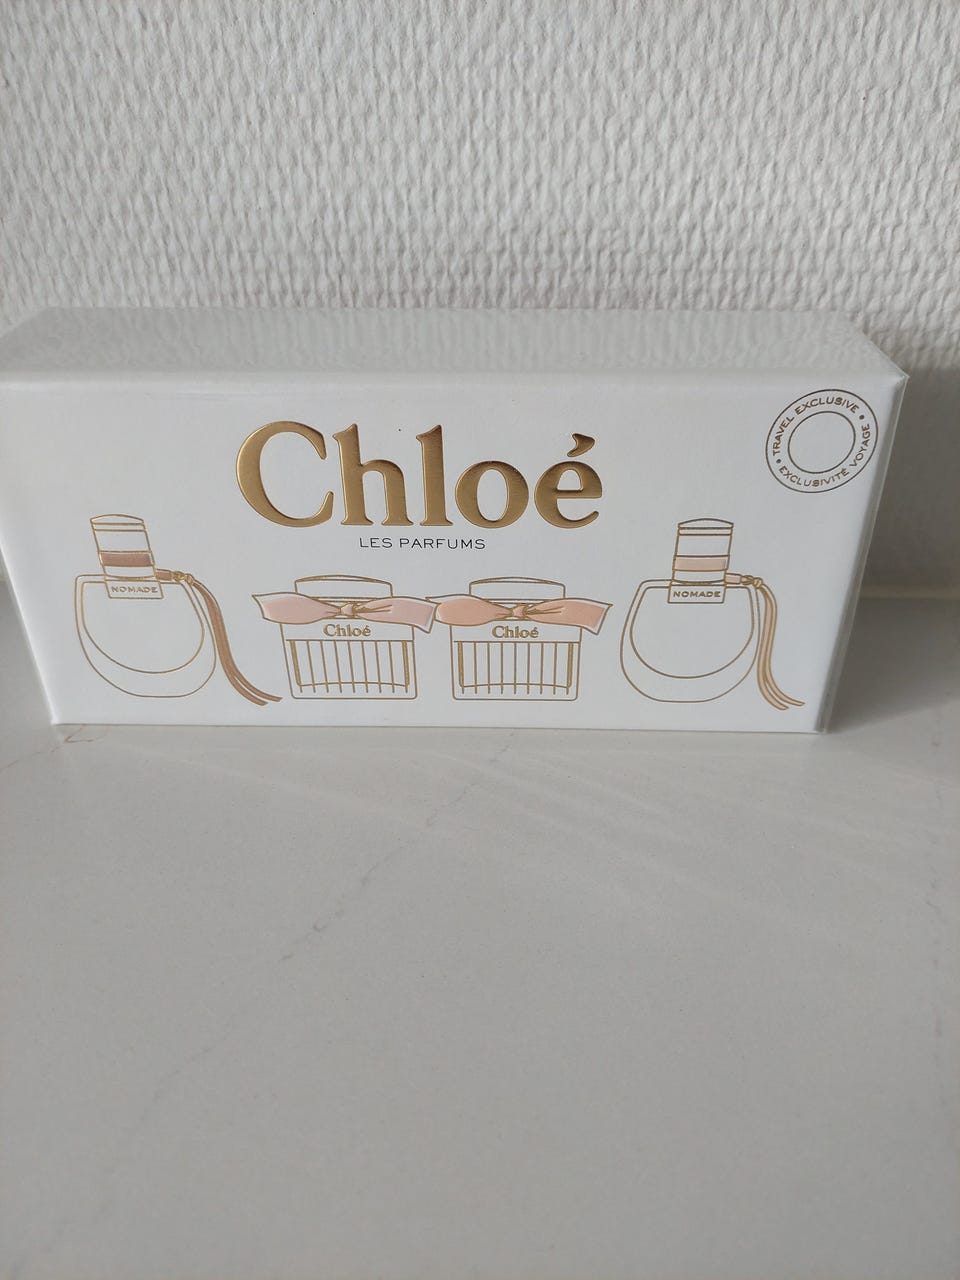 Chloé
LES PARFUMS
TRAVEL EXCLUSIVE •
EXCLUSIVITÉ VOYAGE •
NOMADE
Chloé
Chloé
NOMADE